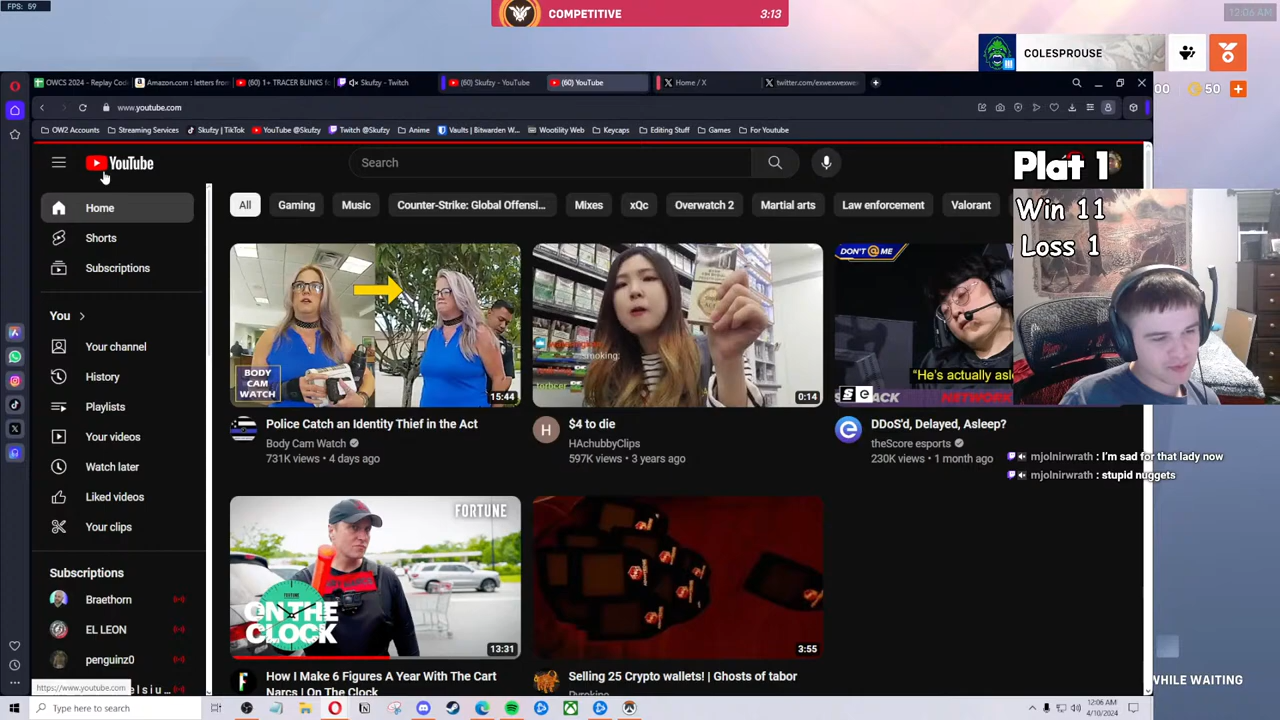 FPS: 59
COMPETITIVE
3:13
12:06 AM
COLESPROUSE
OWCS 2024 - Replay Cod
Amazon.com : letters from
(60) 1+ TRACER BLINKS fo
Skufzy - Twitch
(60) Skufzy - YouTube
(60) YouTube
Home / X
twitter.com/exwexwexwex
00
50
www.youtube.com
OW2 Accounts
Streaming Services
Skufzy | TikTok
YouTube @Skufzy
Twitch @Skufzy
Anime
Vaults | Bitwarden W...
Wootility Web
Keycaps
Editing Stuff
Games
For Youtube
YouTube
Search
Plat 1
Win 11
Loss 1
Home
All
Gaming
Music
Counter-Strike: Global Offensi...
Mixes
xQc
Overwatch 2
Martial arts
Law enforcement
Valorant
Shorts
Subscriptions
You
Your channel
History
Playlists
Your videos
Watch later
Liked videos
Your clips
Subscriptions
Braethorn
EL LEON
penguinz0
BODY
CAM
WATCH
15:44
smoking:
0:14
DON'T @ ME
"He's actually asl
NETW
Police Catch an Identity Thief in the Act
Body Cam Watch
731K views • 4 days ago
H
$4 to die
HAchubbyClips
597K views • 3 years ago
DDoS'd, Delayed, Asleep?
theScore esports
230K views • 1 month ago
mjolnirwrath : I'm sad for that lady now
mjolnirwrath : stupid nuggets
FORTUNE
ON THE
CLOCK
13:31
3:55
How I Make 6 Figures A Year With The Cart
Narcs | On The Clock
Selling 25 Crypto wallets! | Ghosts of tabor
https://www.youtube.com
WHILE WAITING
Type here to search
12:06 AM
4/10/2024